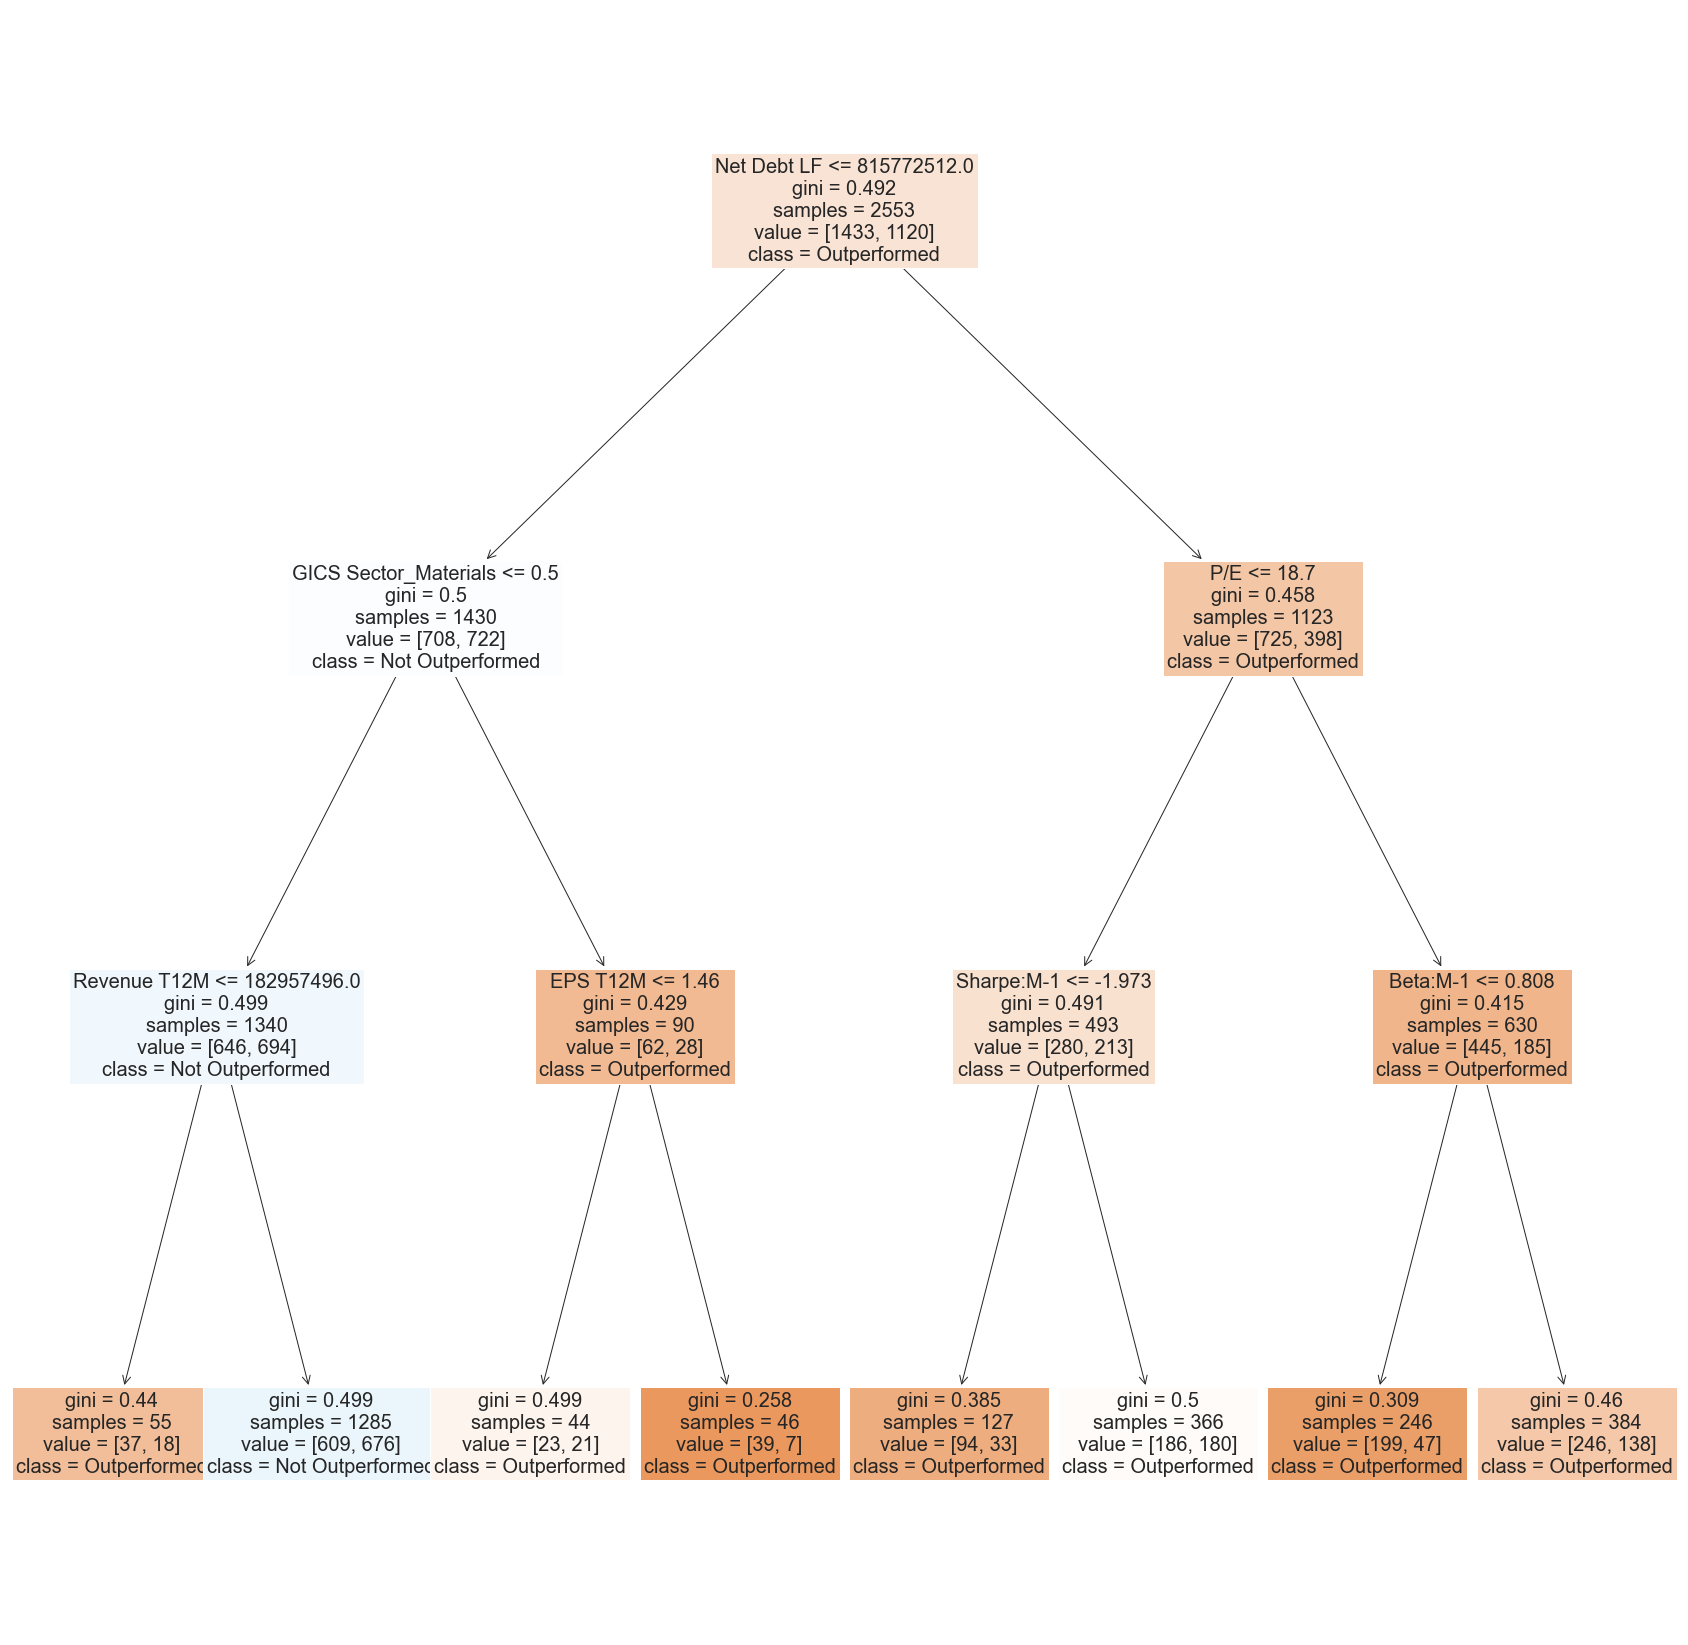 Net Debt LF <= 815772512.0
gini = 0.492
samples = 2553
value = [1433, 1120]
class = Outperformed
GICS Sector_Materials <= 0.5
gini = 0.5
samples = 1430
value = [708, 722]
class = Not Outperformed
P/E <= 18.7
gini = 0.458
samples = 1123
value = [725, 398]
class = Outperformed
Revenue T12M <= 182957496.0
gini = 0.499
samples = 1340
value = [646, 694]
class = Not Outperformed
EPS T12M <= 1.46
gini = 0.429
samples = 90
value = [62, 28]
class = Outperformed
Sharpe:M-1 <= -1.973
gini = 0.491
samples = 493
value = [280, 213]
class = Outperformed
Beta:M-1 <= 0.808
gini = 0.415
samples = 630
value = [445, 185]
class = Outperformed
gini = 0.44
samples = 55
value = [37, 18]
class = Outperformed
gini = 0.499
samples = 1285
value = [609, 676]
class = Not Outperformed
gini = 0.499
samples = 44
value = [23, 21]
class = Outperformed
gini = 0.258
samples = 46
value = [39, 7]
class = Outperformed
gini = 0.385
samples = 127
value = [94, 33]
class = Outperformed
gini = 0.5
samples = 366
value = [186, 180]
class = Outperformed
gini = 0.309
samples = 246
value = [199, 47]
class = Outperformed
gini = 0.46
samples = 384
value = [246, 138]
class = Outperformed